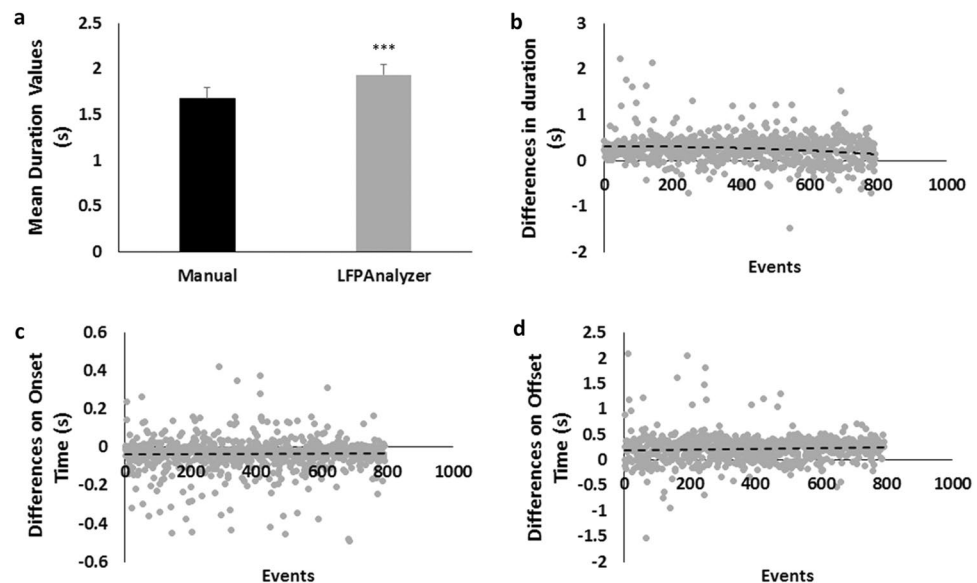 a
Mean Duration Values
(s)
2.5
2
1.5
1
0.5
0
***
Manual
LFPAnalyzer
b
Differences in duration
(s)
3
2
1
0
-1
-2
0
200
400
600
800
1000
Events
c
Differences on Onset
Time (s)
0.6
0.4
0.2
0
-0.2
-0.4
-0.6
0
200
400
600
800
1000
Events
d
Differences on Offset
Time (s)
2.5
2
1.5
1
0.5
0
-0.5
-1
-1.5
-2
0
200
400
600
800
1000
Events